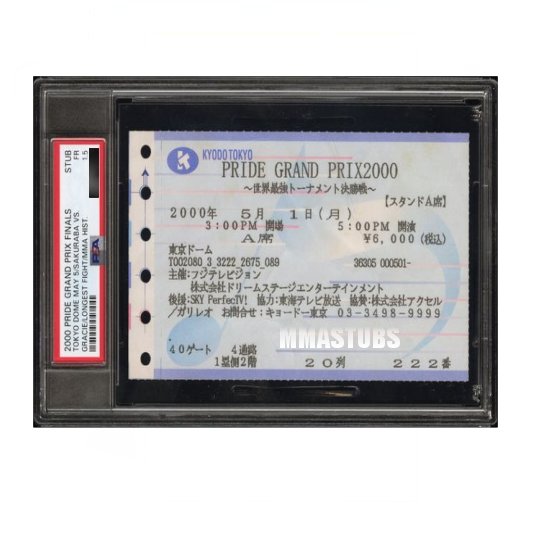 2000 PRIDE GRAND PRIX FINALS
TOKYO DOME MAY 5/SAKURABA VS.
GRACIE/LONGEST FIGHT/MMA HIST.
STUB
FR
1.5
PSA
K
KYODO TOKYO
PRIDE GRAND PRIX2000
~世界最強トーナメント決勝戦~
[スタンドA席]
2000年 5月 1日(月)
3:00PM 開場 5:00PM 開演
A席 ¥6,000(税込)
東京ドーム
T002080 3 3222 2675 089 36305 000501-
主催:フジテレビジョン
株式会社ドリームステージエンターテインメント
後援:SKY PerfecTV! 協力:東海テレビ放送 協賛:株式会社アクセル
/ガリレオ お問合せ:キョードー東京 03-3498-9999
MMASTUBS
40ゲート 4通路
1塁側2階 20列 222番